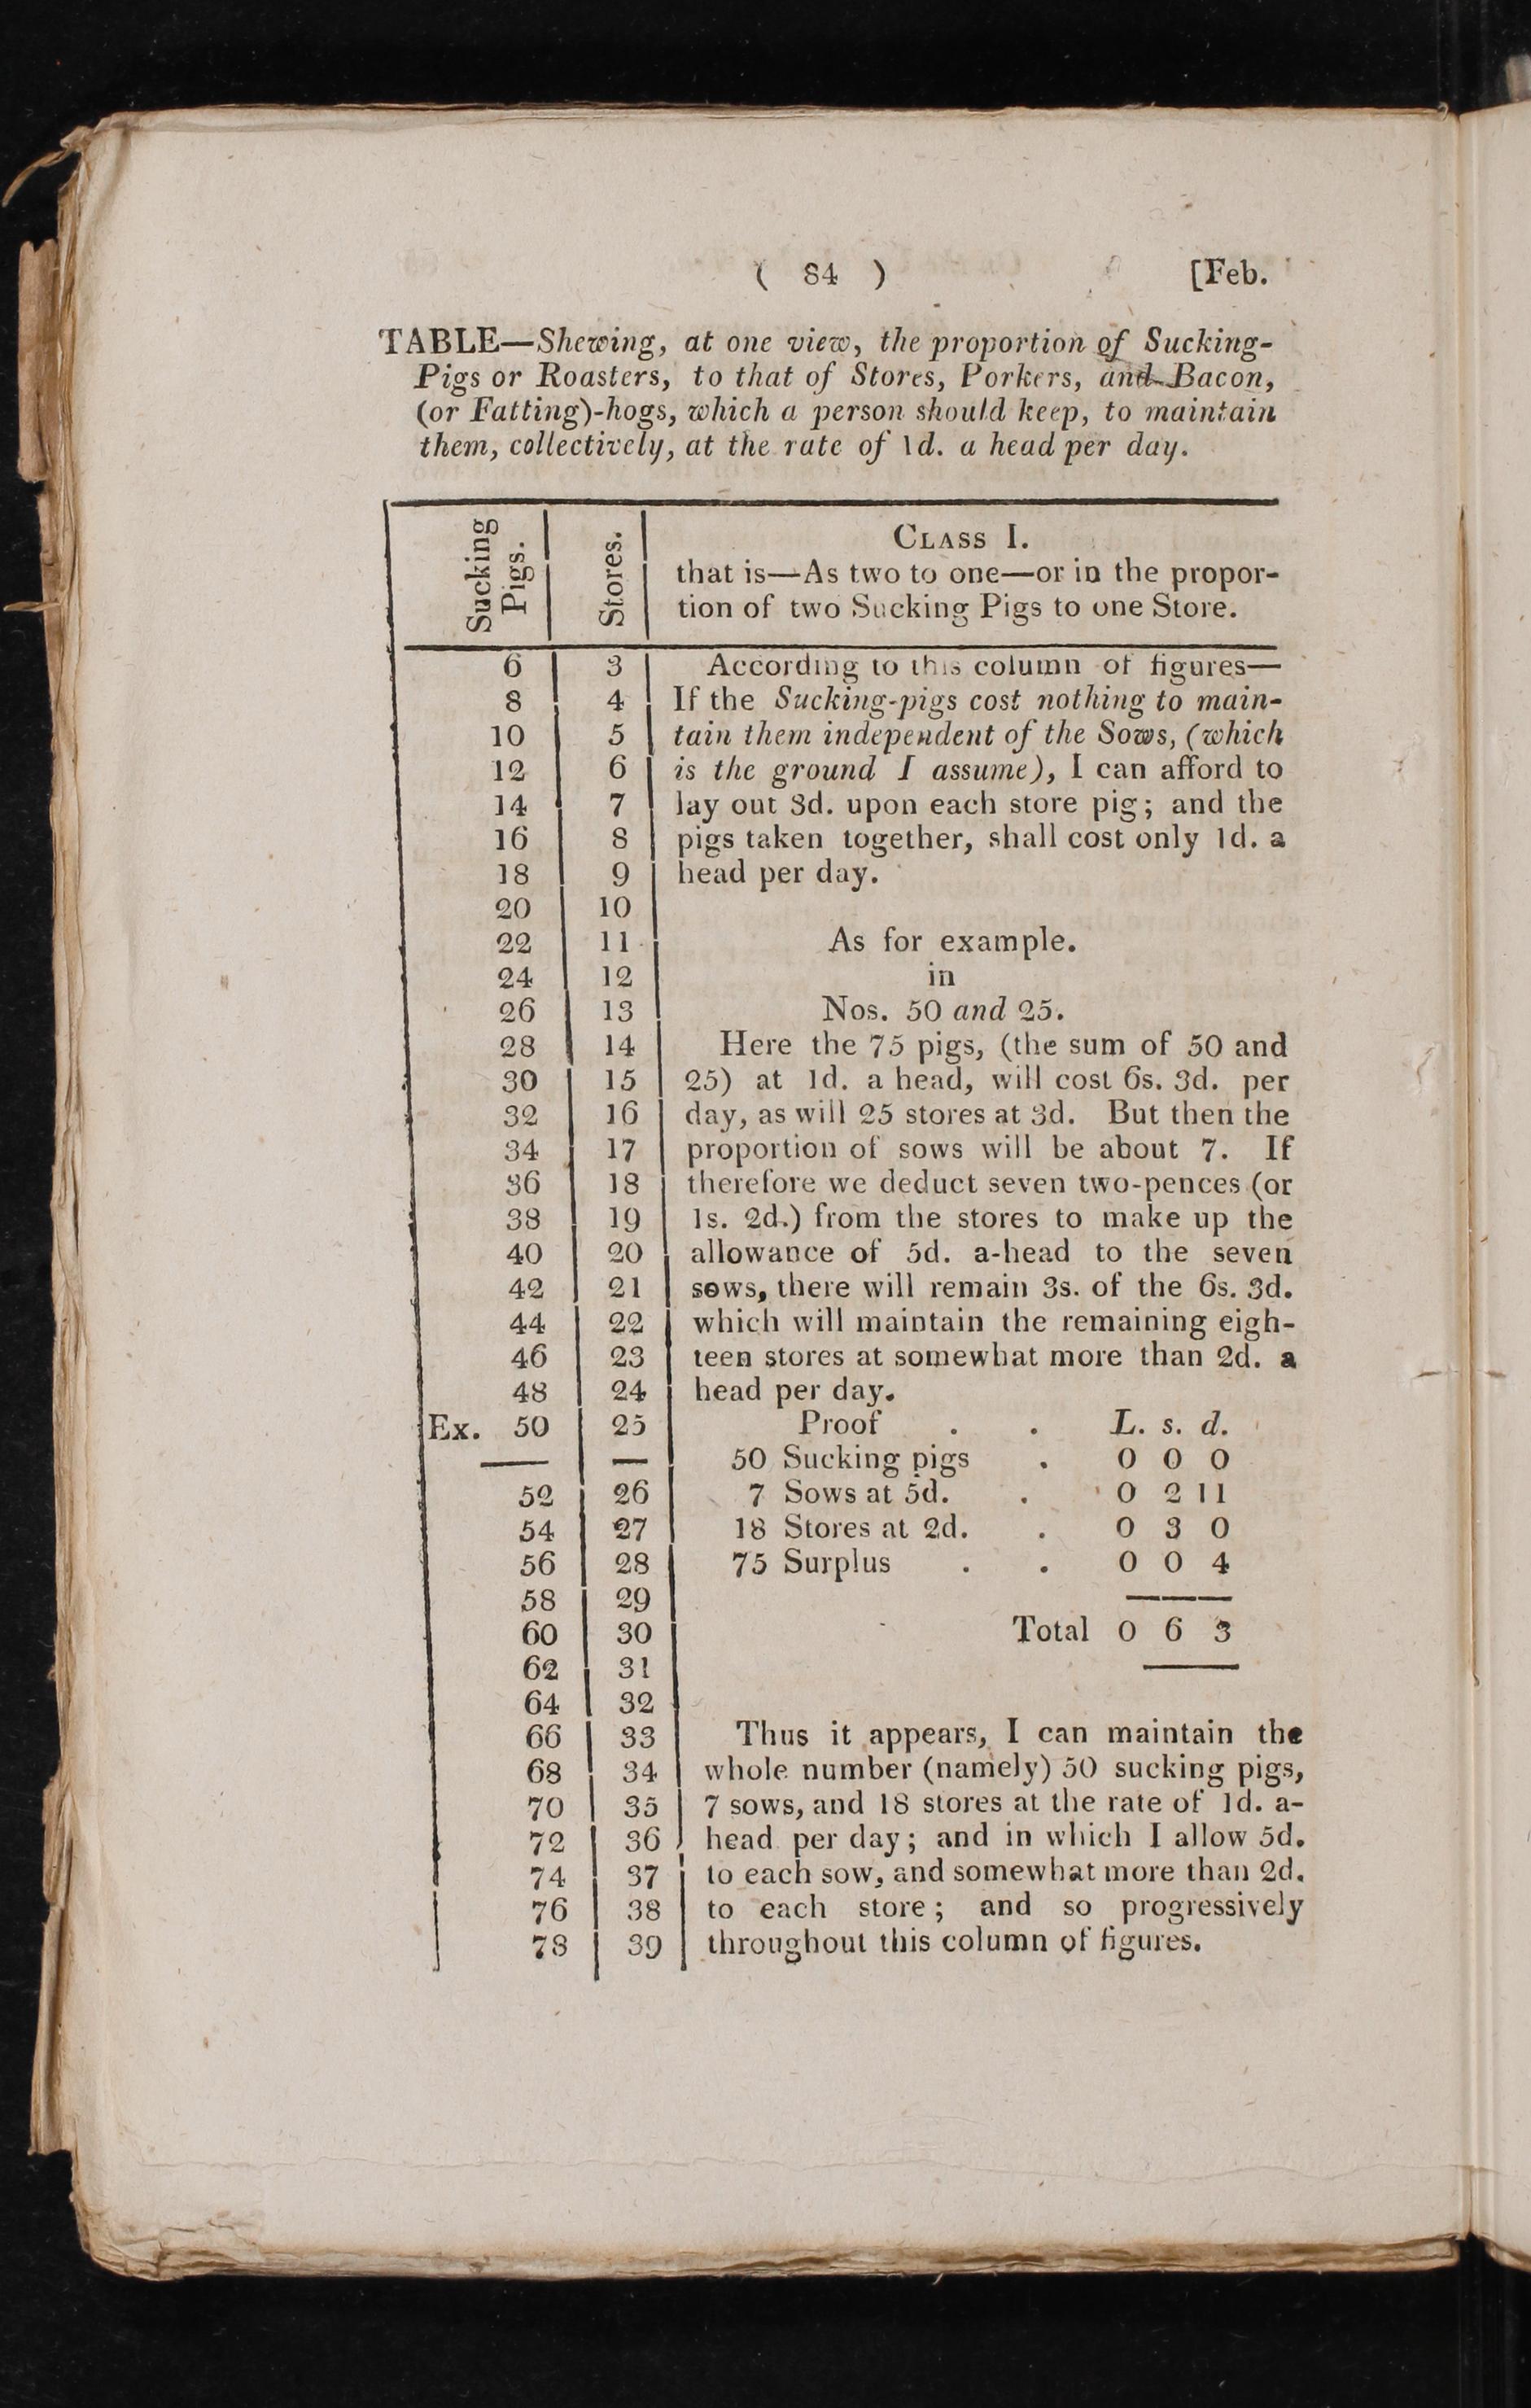 ( 84 ) [Feb.
TABLE—Shewing, at one view, the proportion of Sucking-
Pigs or Roasters, to that of Stores, Porkers, and Bacon,
(or Fatting)-hogs, which a person should keep, to maintain
them, collectively, at the rate of 1d. a head per day.
Sucking
Pigs.
Stores.
CLASS I.
that is—As two to one—or in the propor-
tion of two Sucking Pigs to one Store.
6 3 According to this column of figures—
8 4 If the Sucking-pigs cost nothing to main-
10 5 tain them independent of the Sows, (which
12 6 is the ground I assume), I can afford to
14 7 lay out 3d. upon each store pig; and the
16 8 pigs taken together, shall cost only 1d. a
18 9 head per day.
20 10
22 11 As for example.
24 12 in
26 13 Nos. 50 and 25.
28 14 Here the 75 pigs, (the sum of 50 and
30 15 25) at 1d. a head, will cost 6s. 3d. per
32 16 day, as will 25 stores at 3d. But then the
34 17 proportion of sows will be about 7. If
36 18 therefore we deduct seven two-pences (or
38 19 1s. 2d.) from the stores to make up the
40 20 allowance of 5d. a-head to the seven
42 21 sows, there will remain 3s. of the 6s. 3d.
44 22 which will maintain the remaining eigh-
46 23 teen stores at somewhat more than 2d. a
48 24 head per day.
Ex. 50 25 Proof . . L. s. d.
— — 50 Sucking pigs . 0 0 0
52 26 7 Sows at 5d. . 0 2 11
54 27 18 Stores at 2d. . 0 3 0
56 28 75 Surplus . . 0 0 4
58 29
60 30 Total 0 6 3
62 31
64 32
66 33 Thus it appears, I can maintain the
68 34 whole number (namely) 50 sucking pigs,
70 35 7 sows, and 18 stores at the rate of 1d. a-
72 36 head per day; and in which I allow 5d.
74 37 to each sow, and somewhat more than 2d.
76 38 to each store; and so progressively
78 39 throughout this column of figures.